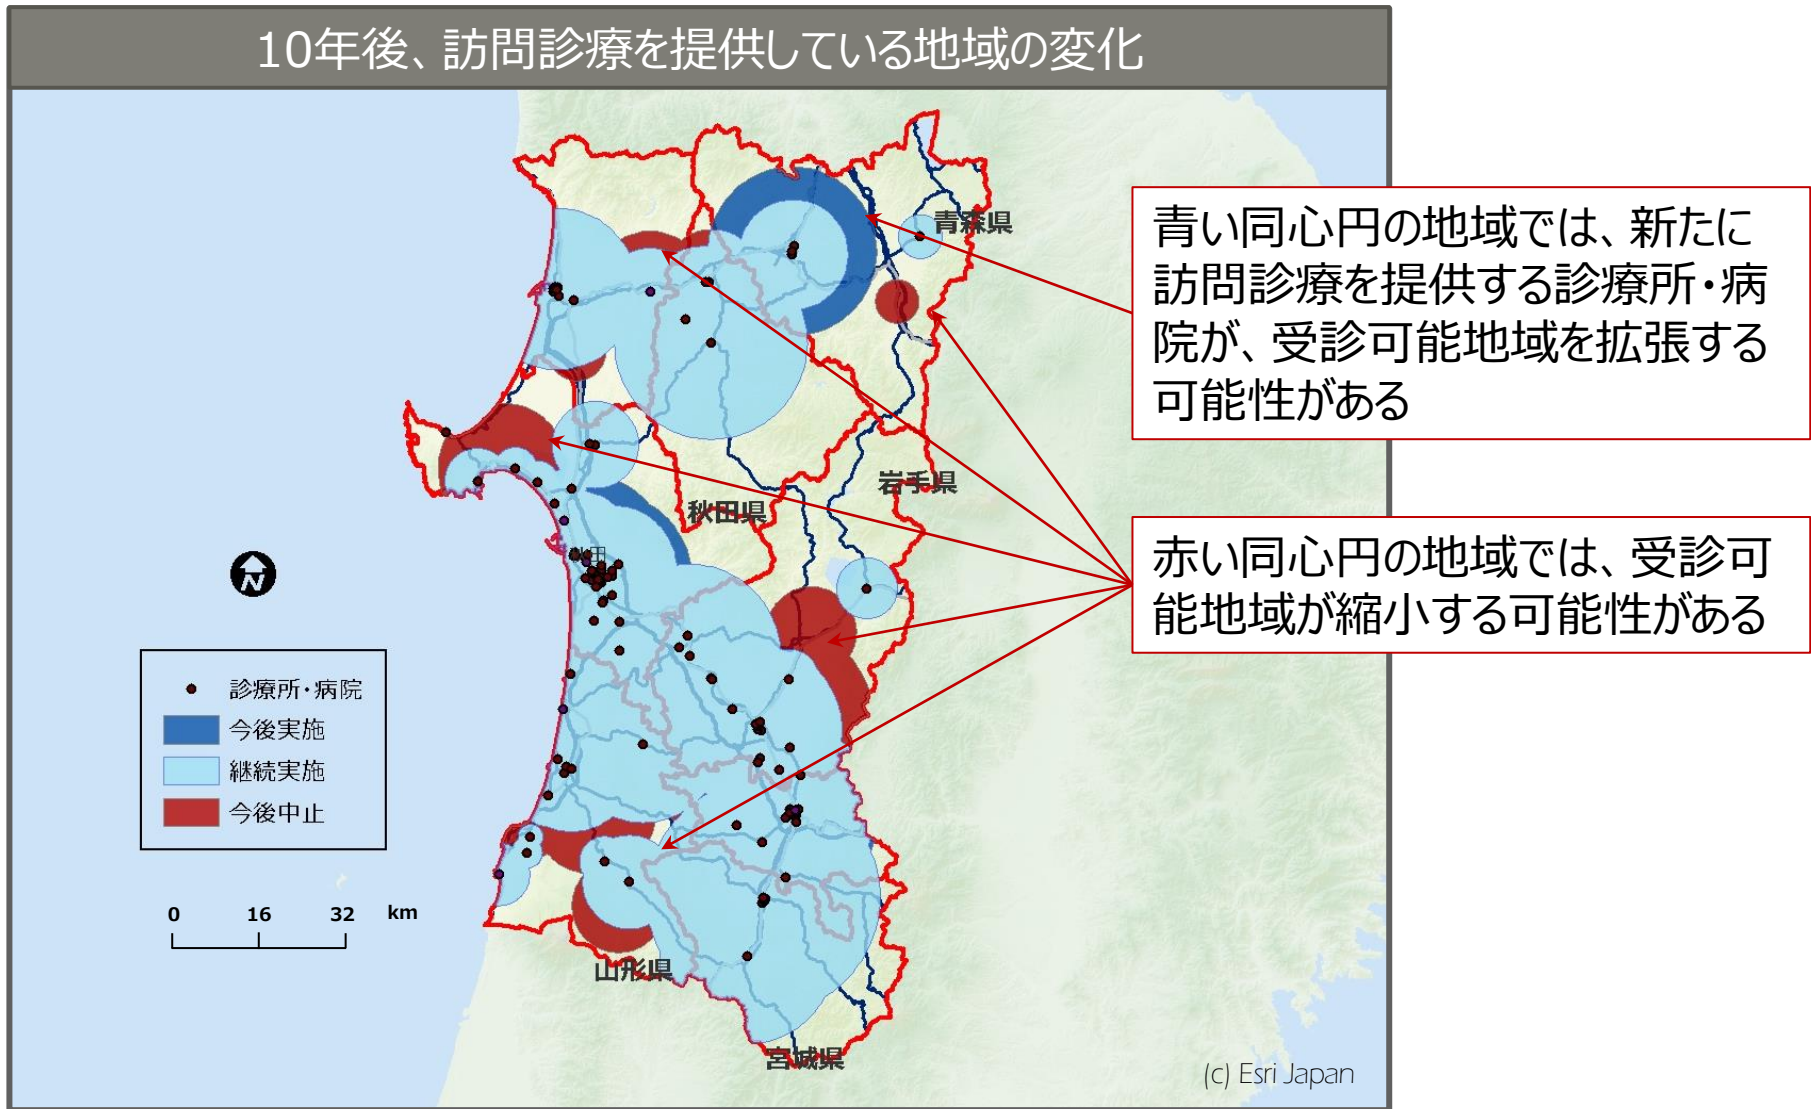 10年後、訪問診療を提供している地域の変化
青森県
青い同心円の地域では、新たに
訪問診療を提供する診療所・病
院が、受診可能地域を拡張する
可能性がある
岩手県
秋田県
赤い同心円の地域では、受診可
能地域が縮小する可能性がある
N
診療所・病院
今後実施
継続実施
今後中止
0 16 32 km
山形県
宮城県
(c) Esri Japan